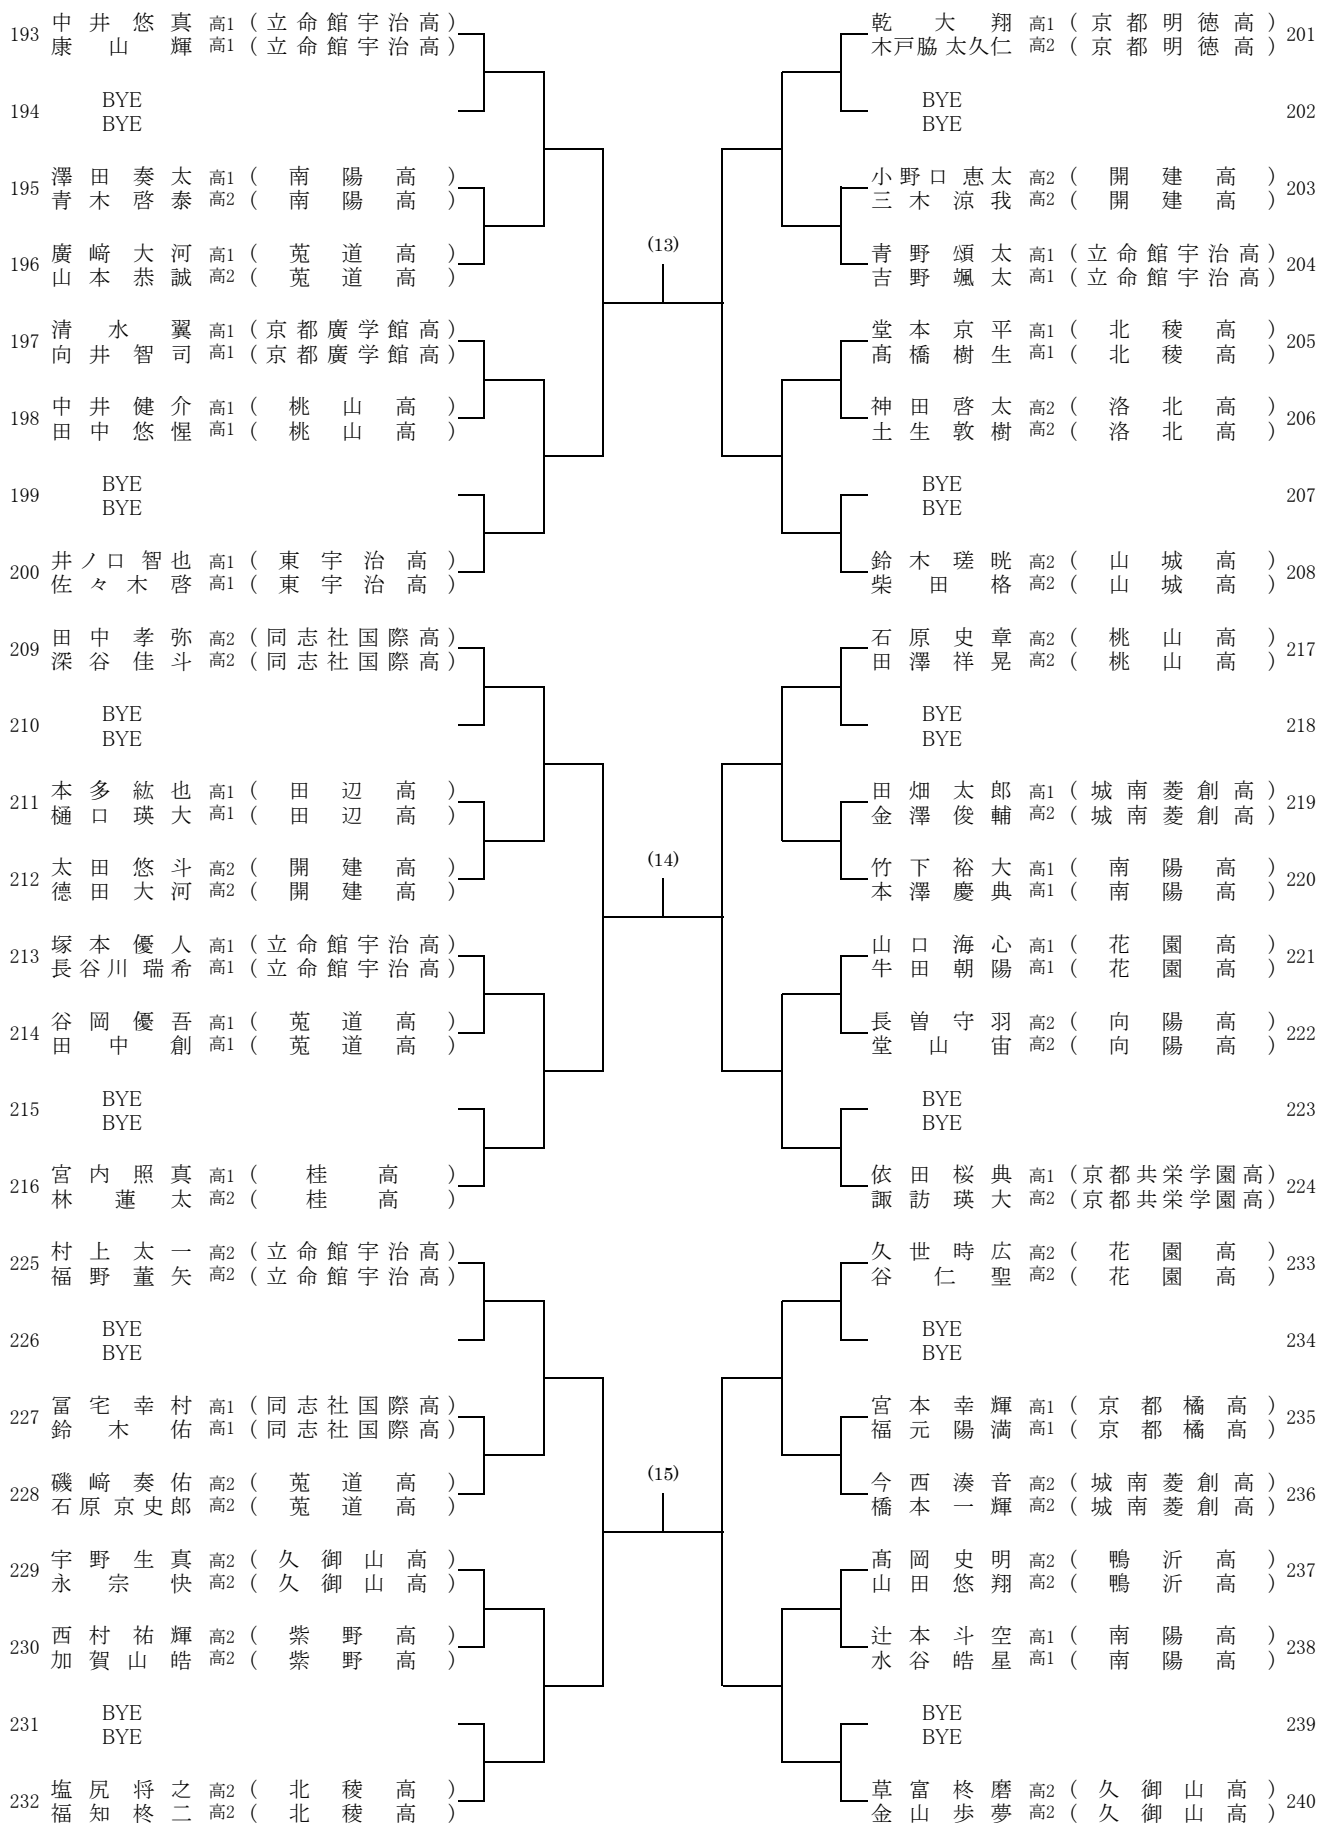 193 中井悠真 高1 (立命館宇治高)
康山輝 高1 (立命館宇治高)
194 BYE
BYE
195 澤田奏太 高1 (南陽高)
青木啓泰 高2 (南陽高)
196 廣﨑大河 高1 (莵道高)
山本恭誠 高2 (莵道高)
197 清水翼 高1 (京都廣学館高)
向井智司 高1 (京都廣学館高)
198 中井健介 高1 (桃山高)
田中悠惺 高1 (桃山高)
199 BYE
BYE
200 井ノ口智也 高1 (東宇治高)
佐々木啓 高1 (東宇治高)
(13)
乾大翔 高1 (京都明徳高) 201
木戸脇太久仁 高2 (京都明徳高)
BYE 202
BYE
小野口恵太 高2 (開建高) 203
三木涼我 高2 (開建高)
青野頌太 高1 (立命館宇治高) 204
吉野颯太 高1 (立命館宇治高)
堂本京平 高1 (北稜高) 205
髙橋樹生 高1 (北稜高)
神田啓太 高2 (洛北高) 206
土生敦樹 高2 (洛北高)
BYE 207
BYE
鈴木瑳晄 高2 (山城高) 208
柴田格 高2 (山城高)
209 田中孝弥 高2 (同志社国際高)
深谷佳斗 高2 (同志社国際高)
210 BYE
BYE
211 本多紘也 高1 (田辺高)
樋口瑛大 高1 (田辺高)
212 太田悠斗 高2 (開建高)
德田大河 高2 (開建高)
213 塚本優人 高1 (立命館宇治高)
長谷川瑞希 高1 (立命館宇治高)
214 谷岡優吾 高1 (莵道高)
田中創 高1 (莵道高)
215 BYE
BYE
216 宮内照真 高1 (桂高)
林蓮太 高2 (桂高)
(14)
石原史章 高2 (桃山高) 217
田澤祥晃 高2 (桃山高)
BYE 218
BYE
田畑太郎 高1 (城南菱創高) 219
金澤俊輔 高2 (城南菱創高)
竹下裕大 高1 (南陽高) 220
本澤慶典 高1 (南陽高)
山口海心 高1 (花園高) 221
牛田朝陽 高1 (花園高)
長曽守羽 高2 (向陽高) 222
堂山宙 高2 (向陽高)
BYE 223
BYE
依田桜典 高1 (京都共栄学園高) 224
諏訪瑛大 高2 (京都共栄学園高)
225 村上太一 高2 (立命館宇治高)
福野董矢 高2 (立命館宇治高)
226 BYE
BYE
227 冨宅幸村 高1 (同志社国際高)
鈴木佑 高1 (同志社国際高)
228 磯﨑奏佑 高2 (莵道高)
石原京史郎 高2 (莵道高)
229 宇野生真 高2 (久御山高)
永宗快 高2 (久御山高)
230 西村祐輝 高2 (紫野高)
加賀山皓 高2 (紫野高)
231 BYE
BYE
232 塩尻将之 高2 (北稜高)
福知柊二 高2 (北稜高)
(15)
久世時広 高2 (花園高) 233
谷仁聖 高2 (花園高)
BYE 234
BYE
宮本幸輝 高1 (京都橘高) 235
福元陽満 高1 (京都橘高)
今西湊音 高2 (城南菱創高) 236
橋本一輝 高2 (城南菱創高)
髙岡史明 高2 (鴨沂高) 237
山田悠翔 高2 (鴨沂高)
辻本斗空 高1 (南陽高) 238
水谷皓星 高1 (南陽高)
BYE 239
BYE
草富柊磨 高2 (久御山高) 240
金山歩夢 高2 (久御山高)